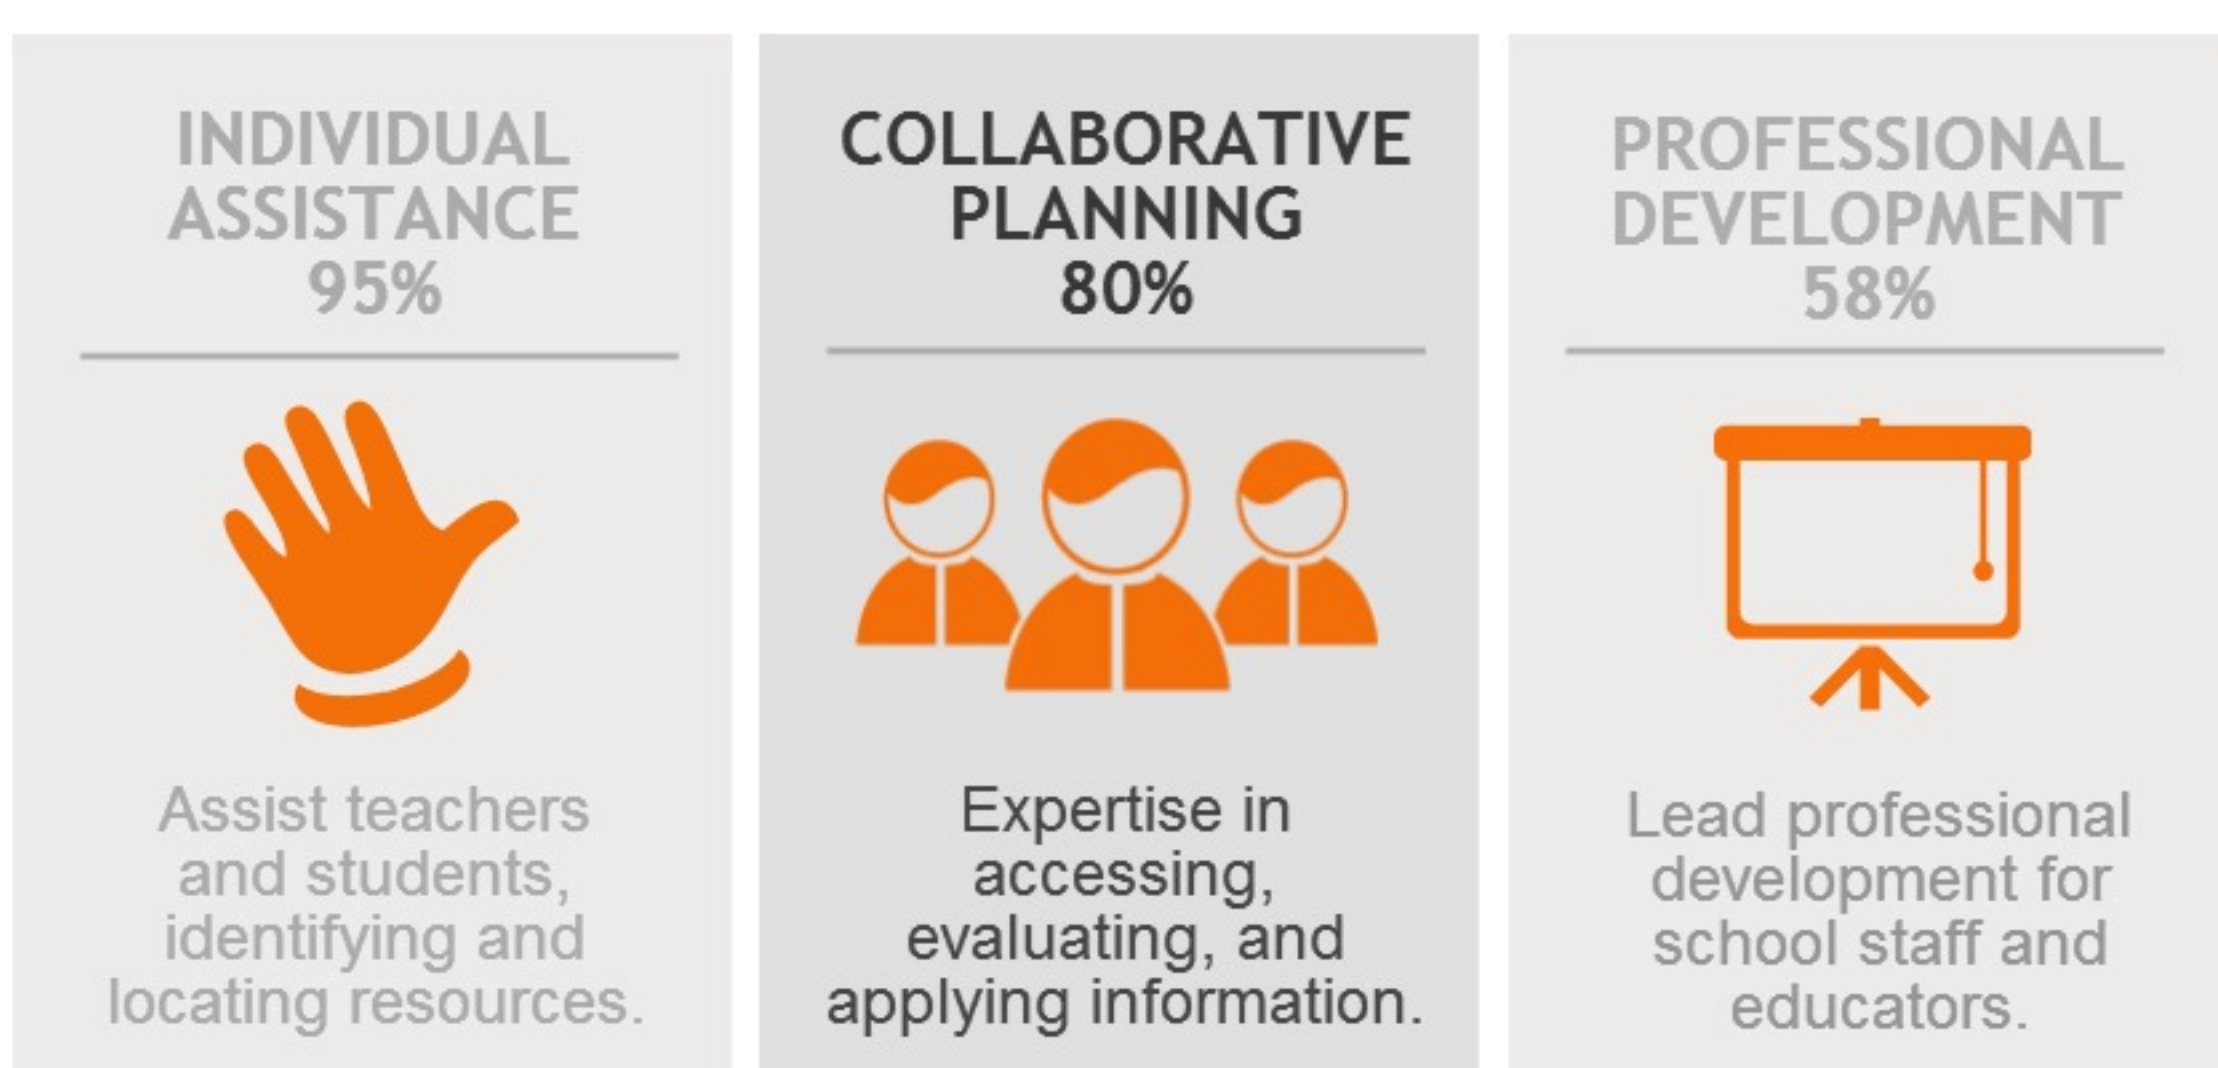 INDIVIDUAL
ASSISTANCE
95%
Assist teachers
and students,
identifying and
locating resources.
COLLABORATIVE
PLANNING
80%
Expertise in
accessing,
evaluating, and
applying information.
PROFESSIONAL
DEVELOPMENT
58%
Lead professional
development for
school staff and
educators.